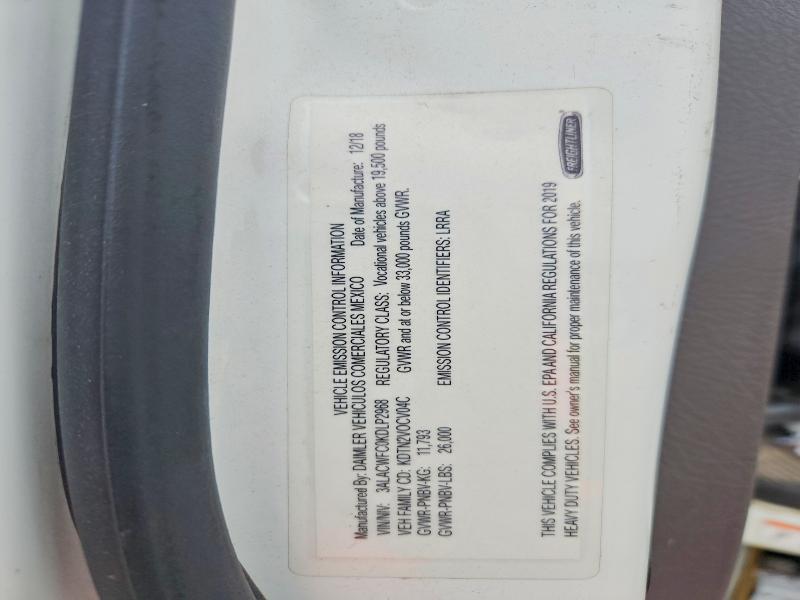 VEHICLE EMISSION CONTROL INFORMATION
Manufactured By: DAIMLER VEHICULOS COMERCIALES MEXICO Date of Manufacture: 12/18
VIN/NIV: 3ALACWFC1KDLP2968 REGULATORY CLASS: Vocational vehicles above 19,500 pounds
VEH FAMILY CD: KDTN2VOCV04C GVWR and at or below 33,000 pounds GVWR.
GVWR-PNBV-KG: 11,793
GVWR-PNBV-LBS: 26,000 EMISSION CONTROL IDENTIFIERS: LRRA
THIS VEHICLE COMPLIES WITH U.S. EPA AND CALIFORNIA REGULATIONS FOR 2019
HEAVY DUTY VEHICLES. See owner's manual for proper maintenance of this vehicle.
FREIGHTLINER